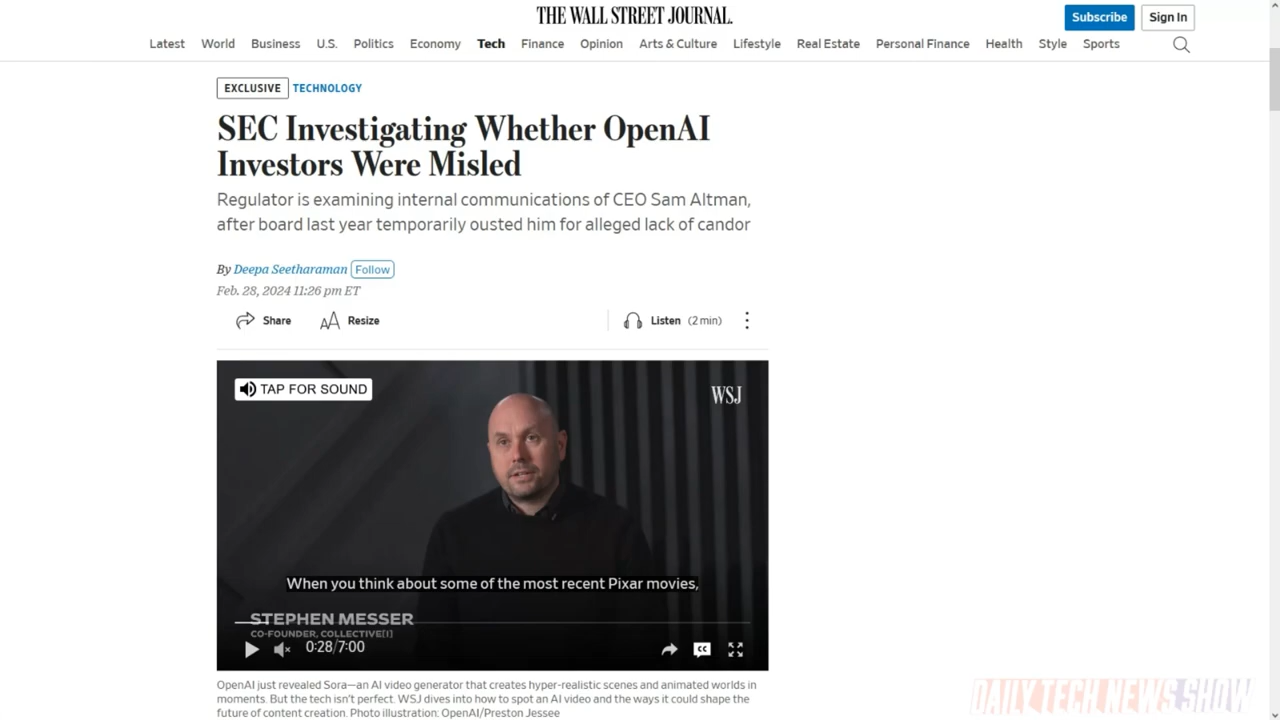 THE WALL STREET JOURNAL.
Subscribe
Sign In
Latest World Business U.S. Politics Economy Tech Finance Opinion Arts & Culture Lifestyle Real Estate Personal Finance Health Style Sports
EXCLUSIVE TECHNOLOGY
SEC Investigating Whether OpenAI
Investors Were Misled
Regulator is examining internal communications of CEO Sam Altman,
after board last year temporarily ousted him for alleged lack of candor
By Deepa Seetharaman Follow
Feb. 28, 2024 11:26 pm ET
Share AA Resize Listen (2 min)
TAP FOR SOUND
WSJ
When you think about some of the most recent Pixar movies,
STEPHEN MESSER
CO-FOUNDER, COLLECTIVE[I]
0:28/7:00
CC
OpenAI just revealed Sora—an AI video generator that creates hyper-realistic scenes and animated worlds in
moments. But the tech isn't perfect. WSJ dives into how to spot an AI video and the ways it could shape the
future of content creation. Photo illustration: OpenAI/Preston Jessee
DAILY TECH NEWS SHOW